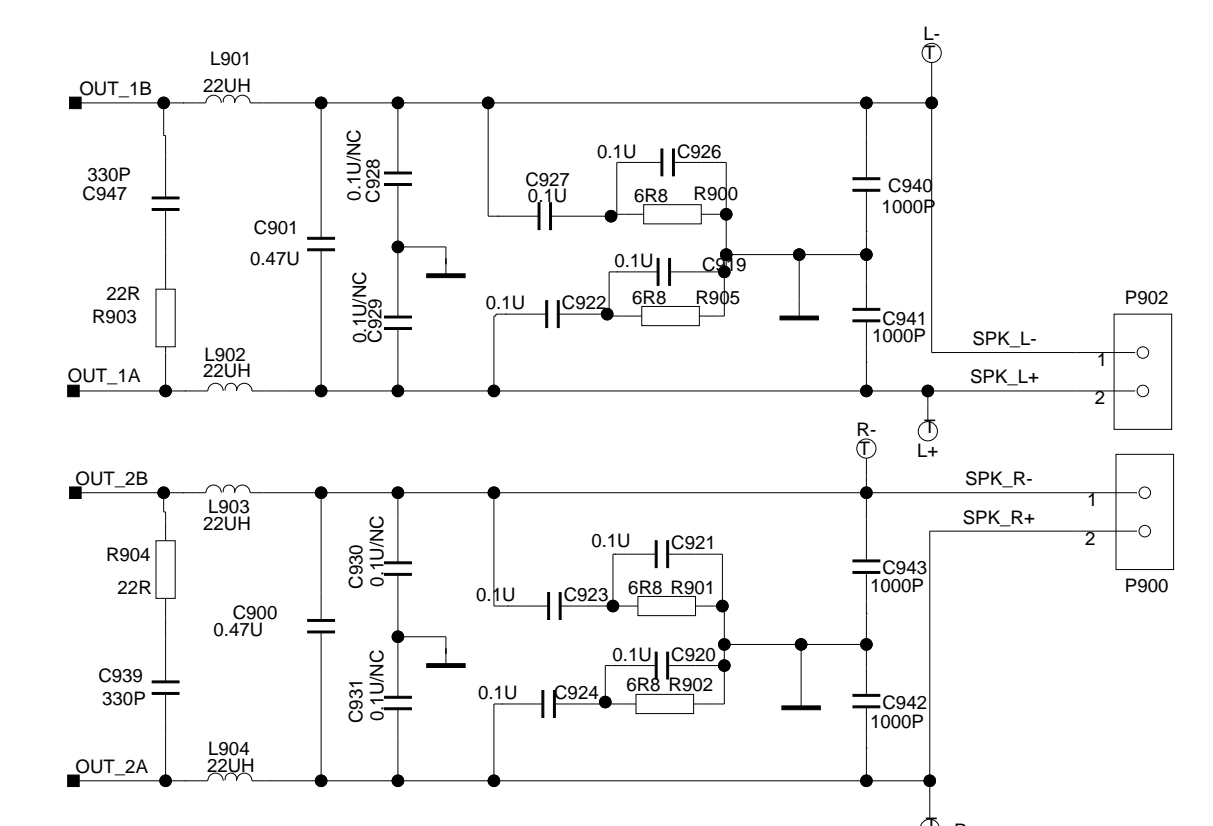 L-
T
L901
22UH
OUT_1B
0.1U/NC
C928
330P
C947
0.1U
C926
C927
0.1U
6R8
R900
C940
1000P
C901
0.47U
0.1U
C919
22R
R903
0.1U/NC
C929
0.1U
C922
6R8
R905
C941
1000P
P902
L902
22UH
OUT_1A
SPK_L-
1
SPK_L+
2
T
L+
R-
T
OUT_2B
L903
22UH
SPK_R-
1
SPK_R+
2
P900
R904
22R
C930
0.1U/NC
0.1U
C921
C943
1000P
0.1U
C923
6R8
R901
C900
0.47U
0.1U
C920
C939
330P
C931
0.1U/NC
0.1U
C924
6R8
R902
C942
1000P
L904
22UH
OUT_2A
T